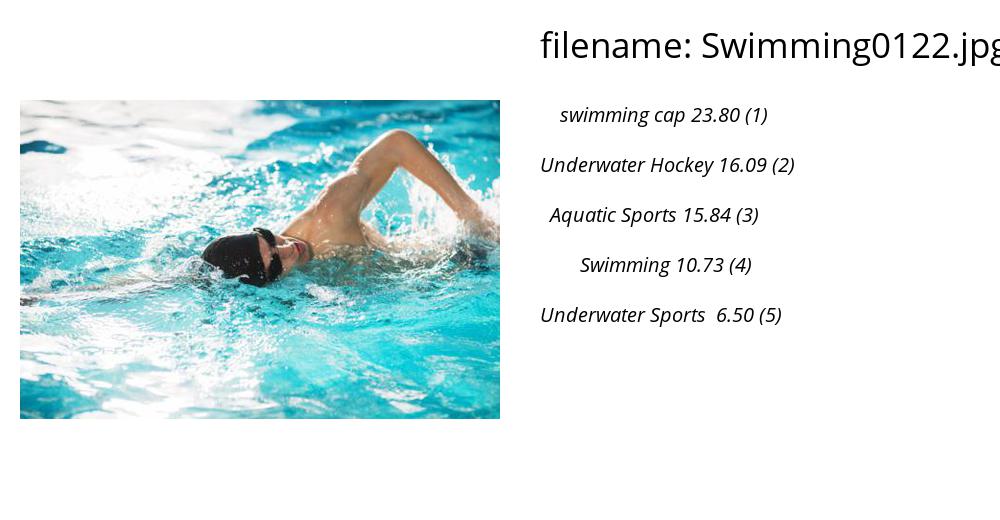 filename: Swimming0122.jpg
swimming cap 23.80 (1)
Underwater Hockey 16.09 (2)
Aquatic Sports 15.84 (3)
Swimming 10.73 (4)
Underwater Sports 6.50 (5)